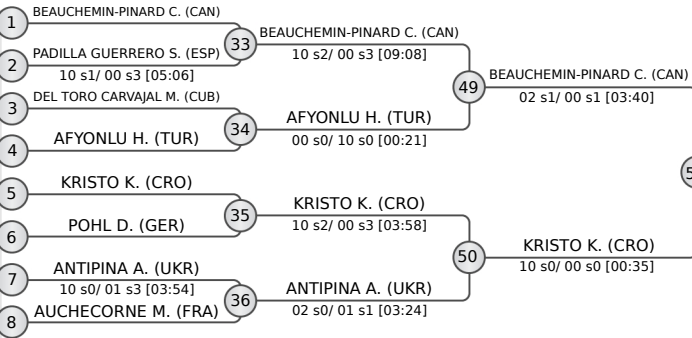 1
BEAUCHEMIN-PINARD C. (CAN)
2
PADILLA GUERRERO S. (ESP)
10 s1/ 00 s3 [05:06]
3
DEL TORO CARVAJAL M. (CUB)
4
AFYONLU H. (TUR)
5
KRISTO K. (CRO)
6
POHL D. (GER)
7
ANTIPINA A. (UKR)
10 s0/ 01 s3 [03:54]
8
AUCHECORNE M. (FRA)
33
BEAUCHEMIN-PINARD C. (CAN)
10 s2/ 00 s3 [09:08]
34
AFYONLU H. (TUR)
00 s0/ 10 s0 [00:21]
35
KRISTO K. (CRO)
10 s2/ 00 s3 [03:58]
36
ANTIPINA A. (UKR)
02 s0/ 01 s1 [03:24]
49
BEAUCHEMIN-PINARD C. (CAN)
02 s1/ 00 s1 [03:40]
50
KRISTO K. (CRO)
10 s0/ 00 s0 [00:35]